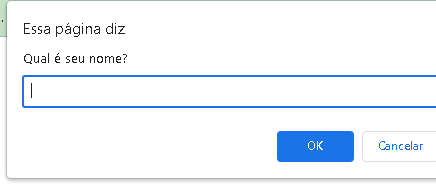 Essa página diz
Qual é seu nome?
OK
Cancelar